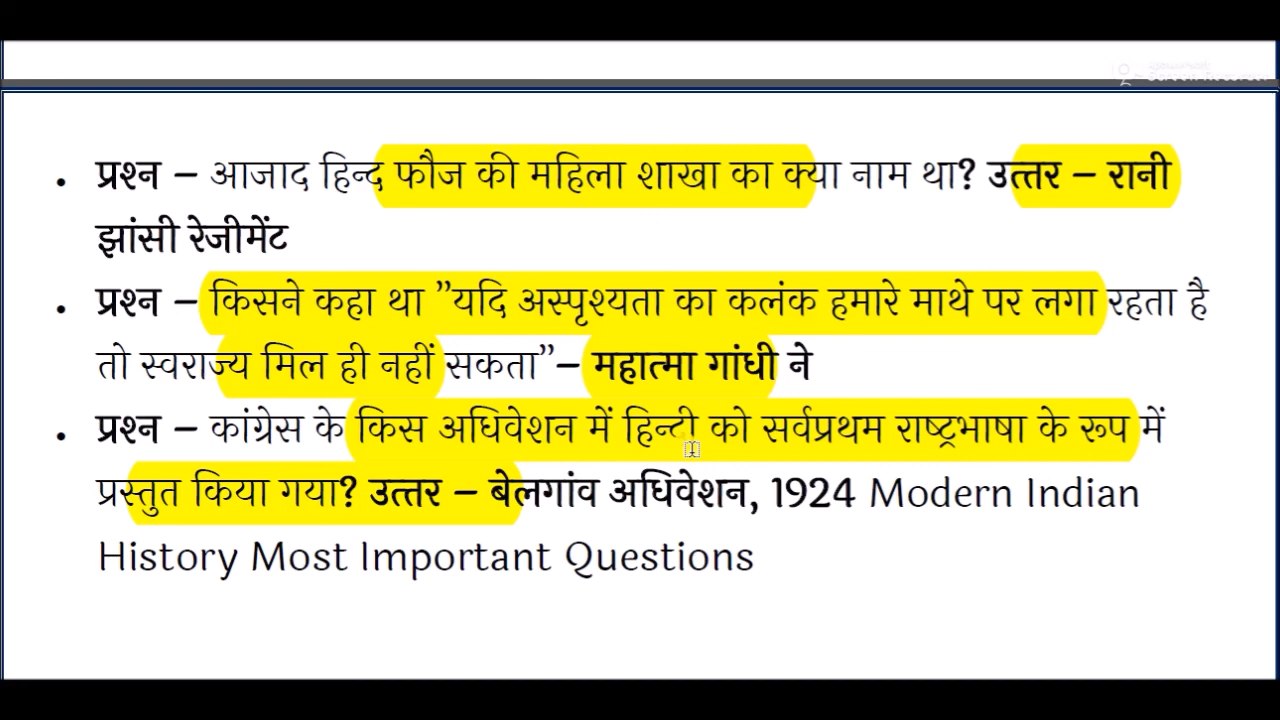 • प्रश्न – आजाद हिन्द फौज की महिला शाखा का क्या नाम था? उत्तर – रानी
झांसी रेजीमेंट
• प्रश्न – किसने कहा था ”यदि अस्पृश्यता का कलंक हमारे माथे पर लगा रहता है
तो स्वराज्य मिल ही नहीं सकता”– महात्मा गांधी ने
• प्रश्न – कांग्रेस के किस अधिवेशन में हिन्दी को सर्वप्रथम राष्ट्रभाषा के रूप में
प्रस्तुत किया गया? उत्तर – बेलगांव अधिवेशन, 1924 Modern Indian
History Most Important Questions